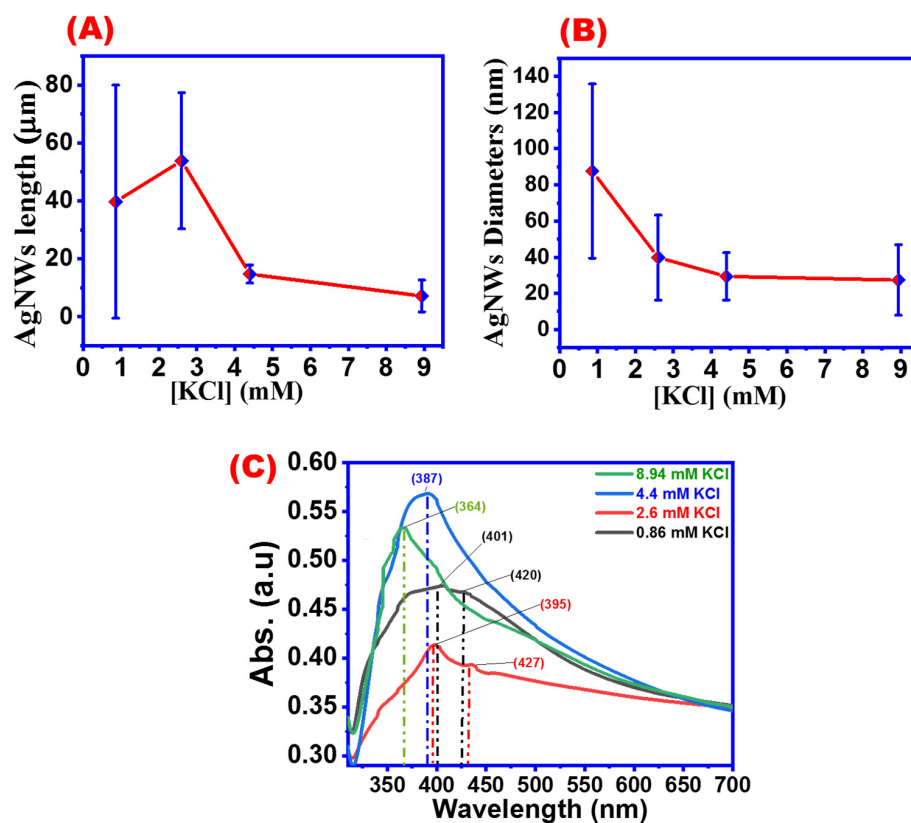 (A)
AgNWs length (μm)
80
60
40
20
0
0 1 2 3 4 5 6 7 8 9
[KCl] (mM)
(B)
AgNWs Diameters (nm)
140
120
100
80
60
40
20
0
0 1 2 3 4 5 6 7 8 9
[KCl] (mM)
(C)
Abs. (a.u)
0.60
0.55
0.50
0.45
0.40
0.35
0.30
(387)
(364)
(401)
(420)
(395)
(427)
8.94 mM KCl
4.4 mM KCl
2.6 mM KCl
0.86 mM KCl
350 400 450 500 550 600 650 700
Wavelength (nm)